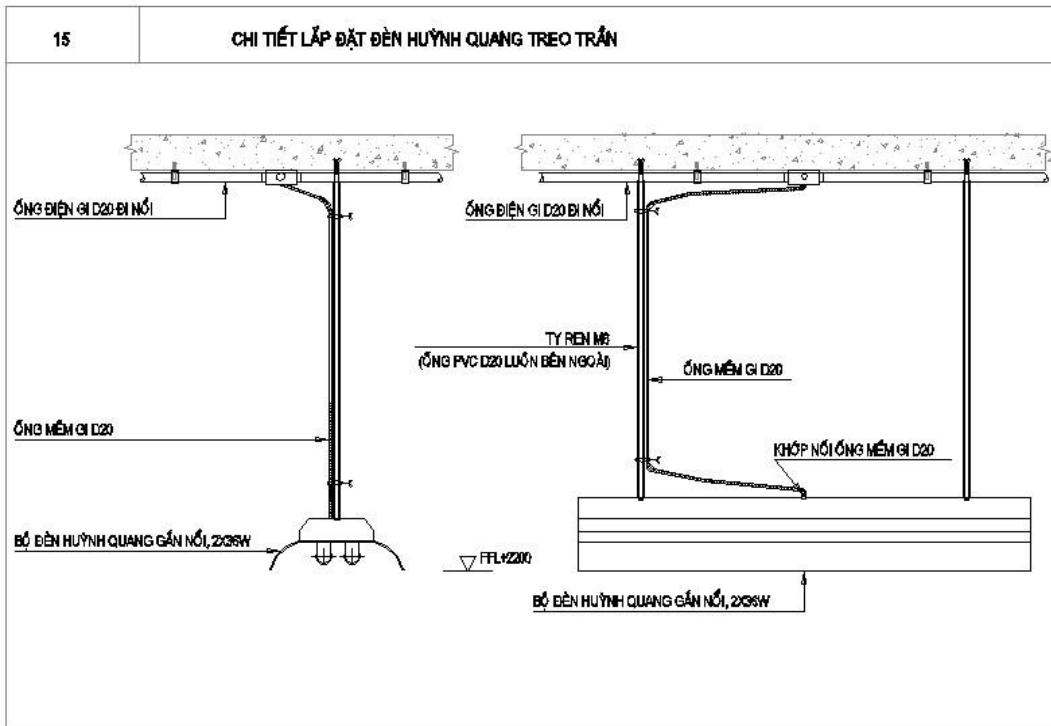 15
CHI TIẾT LẮP ĐẶT ĐÈN HUỲNH QUANG TREO TRẦN
ỐNG ĐIỆN GI D20 ĐI NỔI
ỐNG ĐIỆN GI D20 ĐI NỔI
TY REN M6
(ỐNG PVC D20 LUỒN BÊN NGOÀI)
ỐNG MỀM GI D20
ỐNG MỀM GI D20
KHỚP NỐI ỐNG MỀM GI D20
BỘ ĐÈN HUỲNH QUANG GẮN NỔI, 2X36W
FFL+2200
BỘ ĐÈN HUỲNH QUANG GẮN NỔI, 2X36W